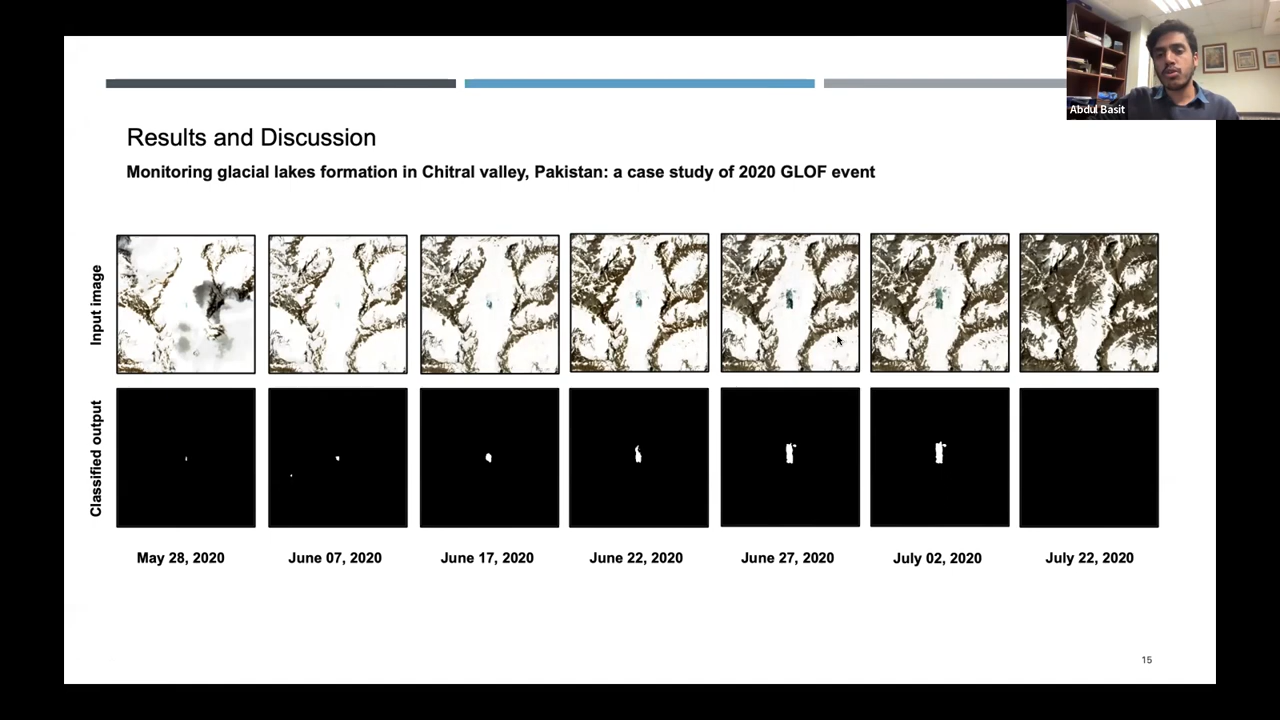 Abdul Basit
Results and Discussion
Monitoring glacial lakes formation in Chitral valley, Pakistan: a case study of 2020 GLOF event
Input image
Classified output
May 28, 2020
June 07, 2020
June 17, 2020
June 22, 2020
June 27, 2020
July 02, 2020
July 22, 2020
15